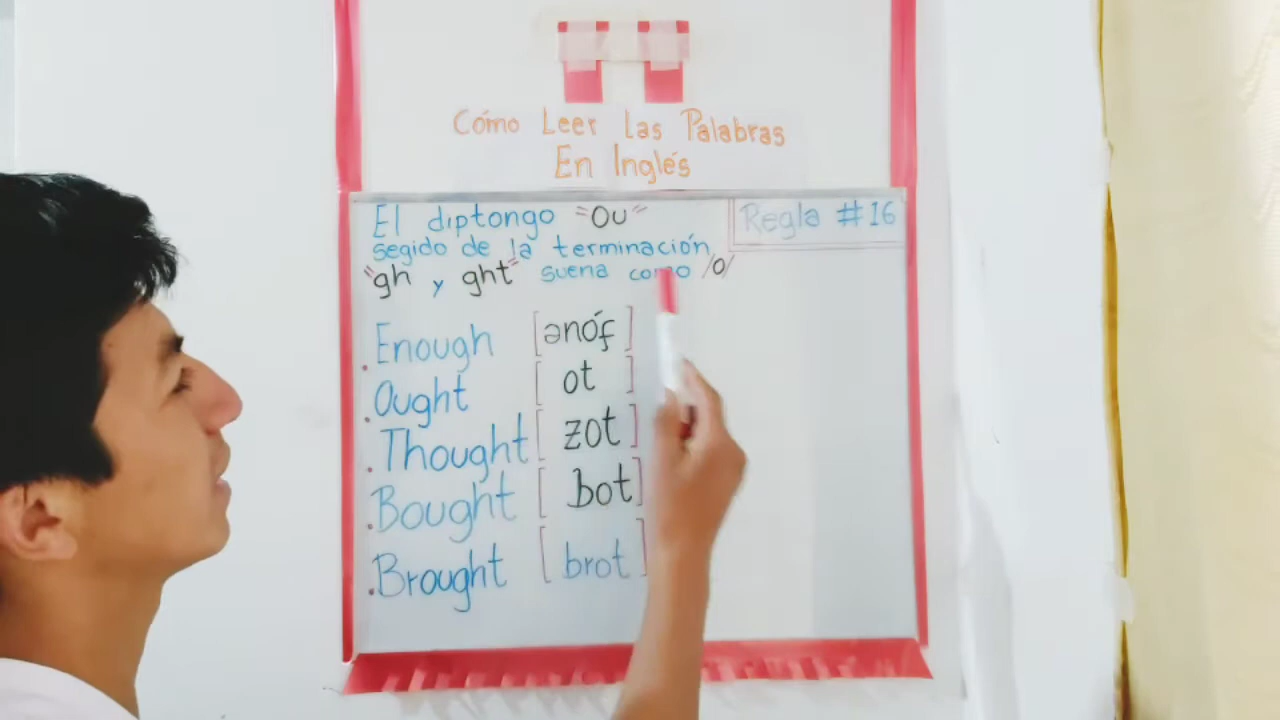 Cómo Leer Las Palabras
En Inglés
Regla #16
El diptongo "Ou"
segido de la terminación,
"gh y ght" suena como /o/
. Enough [ənóf]
. Ought [ot]
. Thought [zot]
. Bought [bot]
. Brought [brot]